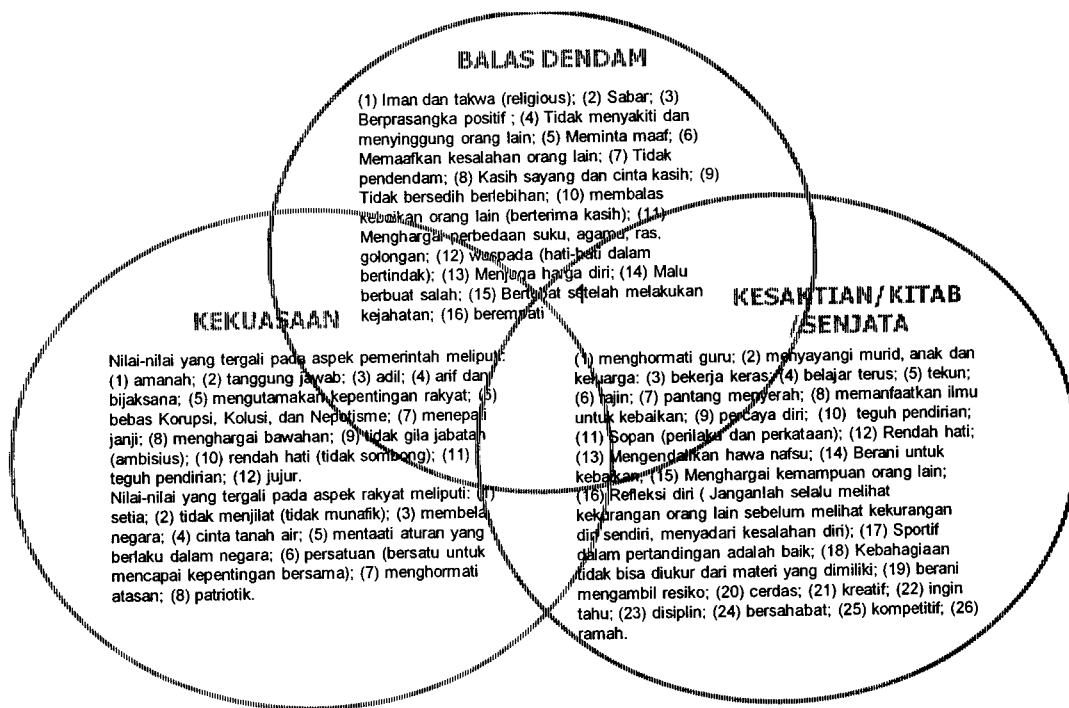 BALAS DENDAM
(1) Iman dan takwa (religious); (2) Sabar; (3)
Berprasangka positif ; (4) Tidak menyakiti dan
menyinggung orang lain; (5) Meminta maaf; (6)
Memaafkan kesalahan orang lain; (7) Tidak
pendendam; (8) Kasih sayang dan cinta kasih; (9)
Tidak bersedih berlebihan; (10) membalas
kebaikan orang lain (berterima kasih); (11)
Menghargai perbedaan suku, agama, ras,
golongan; (12) waspada (hati-hati dalam
bertindak); (13) Menjaga harga diri; (14) Malu
berbuat salah; (15) Bertobat setelah melakukan
kejahatan; (16) berempati
KEKUASAAN
Nilai-nilai yang tergali pada aspek pemerintah meliputi:
(1) amanah; (2) tanggung jawab; (3) adil; (4) arif dan
bijaksana; (5) mengutamakan kepentingan rakyat; (6)
bebas Korupsi, Kolusi, dan Nepotisme; (7) menepati
janji; (8) menghargai bawahan; (9) tidak gila jabatan
(ambisius); (10) rendah hati (tidak sombong); (11)
teguh pendirian; (12) jujur.
Nilai-nilai yang tergali pada aspek rakyat meliputi: (1)
setia; (2) tidak menjilat (tidak munafik); (3) membela
negara; (4) cinta tanah air; (5) mentaati aturan yang
berlaku dalam negara; (6) persatuan (bersatu untuk
mencapai kepentingan bersama); (7) menghormati
atasan; (8) patriotik.
KESAKTIAN/KITAB
/SENJATA
(1) menghormati guru; (2) menyayangi murid, anak dan
keluarga: (3) bekerja keras; (4) belajar terus; (5) tekun;
(6) rajin; (7) pantang menyerah; (8) memanfaatkan ilmu
untuk kebaikan; (9) percaya diri; (10) teguh pendirian;
(11) Sopan (perilaku dan perkataan); (12) Rendah hati;
(13) Mengendalikan hawa nafsu; (14) Berani untuk
kebaikan; (15) Menghargai kemampuan orang lain;
(16) Refleksi diri ( Janganlah selalu melihat
kekurangan orang lain sebelum melihat kekurangan
diri sendiri, menyadari kesalahan diri); (17) Sportif
dalam pertandingan adalah baik; (18) Kebahagiaan
tidak bisa diukur dari materi yang dimiliki; (19) berani
mengambil resiko; (20) cerdas; (21) kreatif; (22) ingin
tahu; (23) disiplin; (24) bersahabat; (25) kompetitif; (26)
ramah.